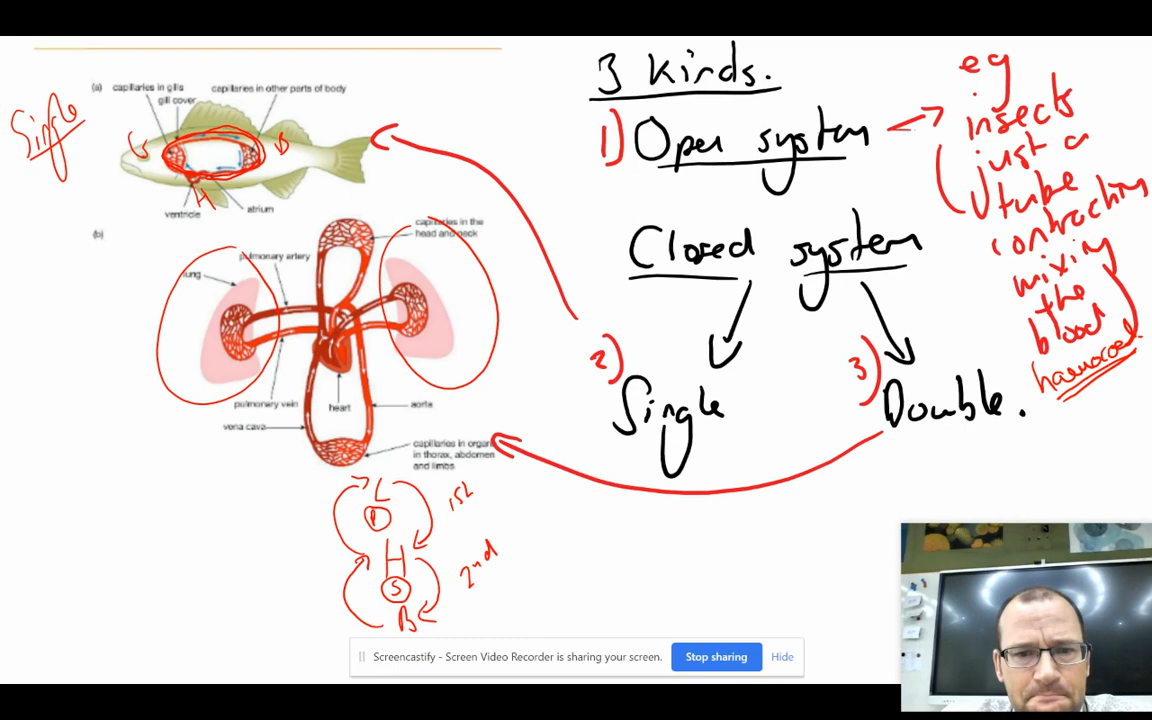 Single
(a)
capillaries in gills
gill cover
capillaries in other parts of body
G
B
H
ventricle
atrium
(b)
capillaries in the
head and neck
pulmonary artery
lung
pulmonary vein
heart
aorta
vena cava
capillaries in organs
in thorax, abdomen
and limbs
L
P
1st
H
S
2nd
B
3 kinds.
1) Open system
eg
insects
just a
tube
contracting
mixing
the
blood
haemocoel
Closed system
2)
Single
3)
Double.
Screencastify - Screen Video Recorder is sharing your screen.
Stop sharing
Hide